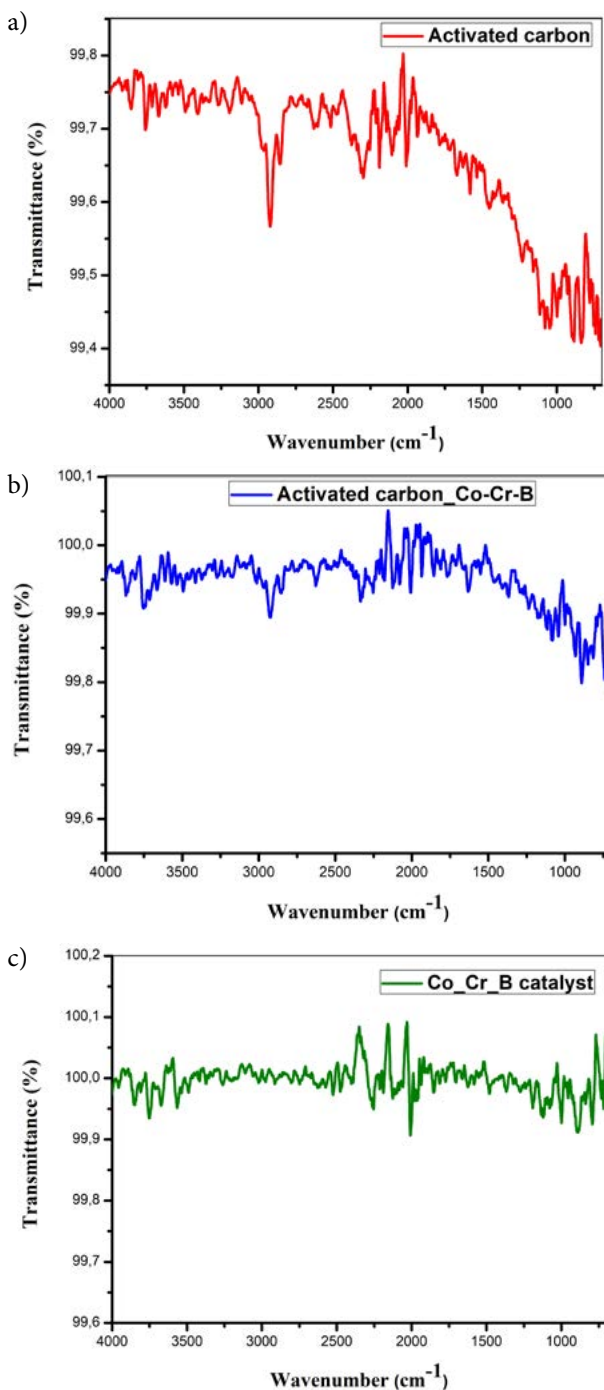 a)
Activated carbon
99,8
99,7
99,6
99,5
99,4
Transmittance (%)
4000 3500 3000 2500 2000 1500 1000
Wavenumber (cm-1)
b)
Activated carbon_Co-Cr-B
100,1
100,0
99,9
99,8
99,7
99,6
Transmittance (%)
4000 3500 3000 2500 2000 1500 1000
Wavenumber (cm-1)
c)
Co_Cr_B catalyst
100,2
100,1
100,0
99,9
99,8
99,7
99,6
Transmittance (%)
4000 3500 3000 2500 2000 1500 1000
Wavenumber (cm-1)